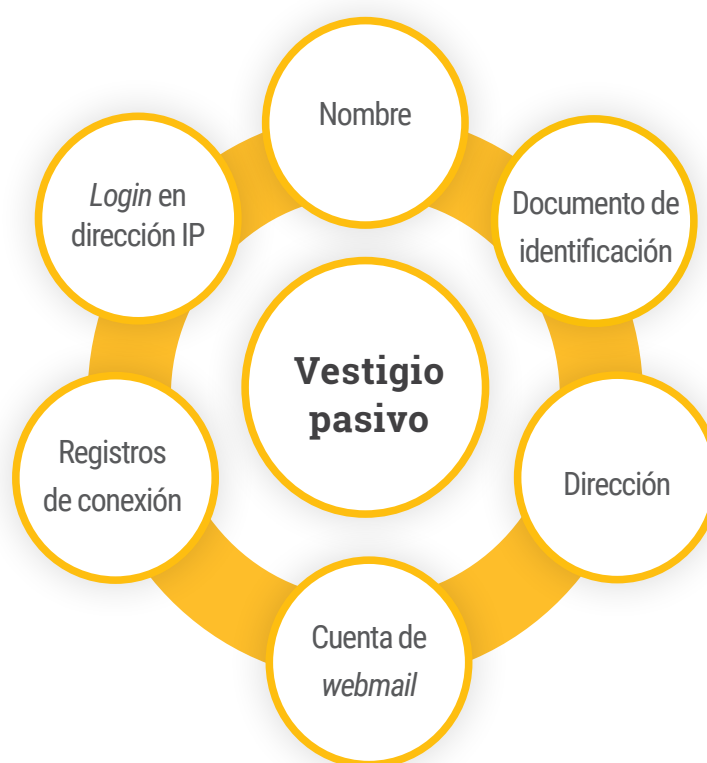 Nombre
Documento de
identificación
Dirección
Cuenta de
webmail
Registros
de conexión
Login en
dirección IP
Vestigio
pasivo